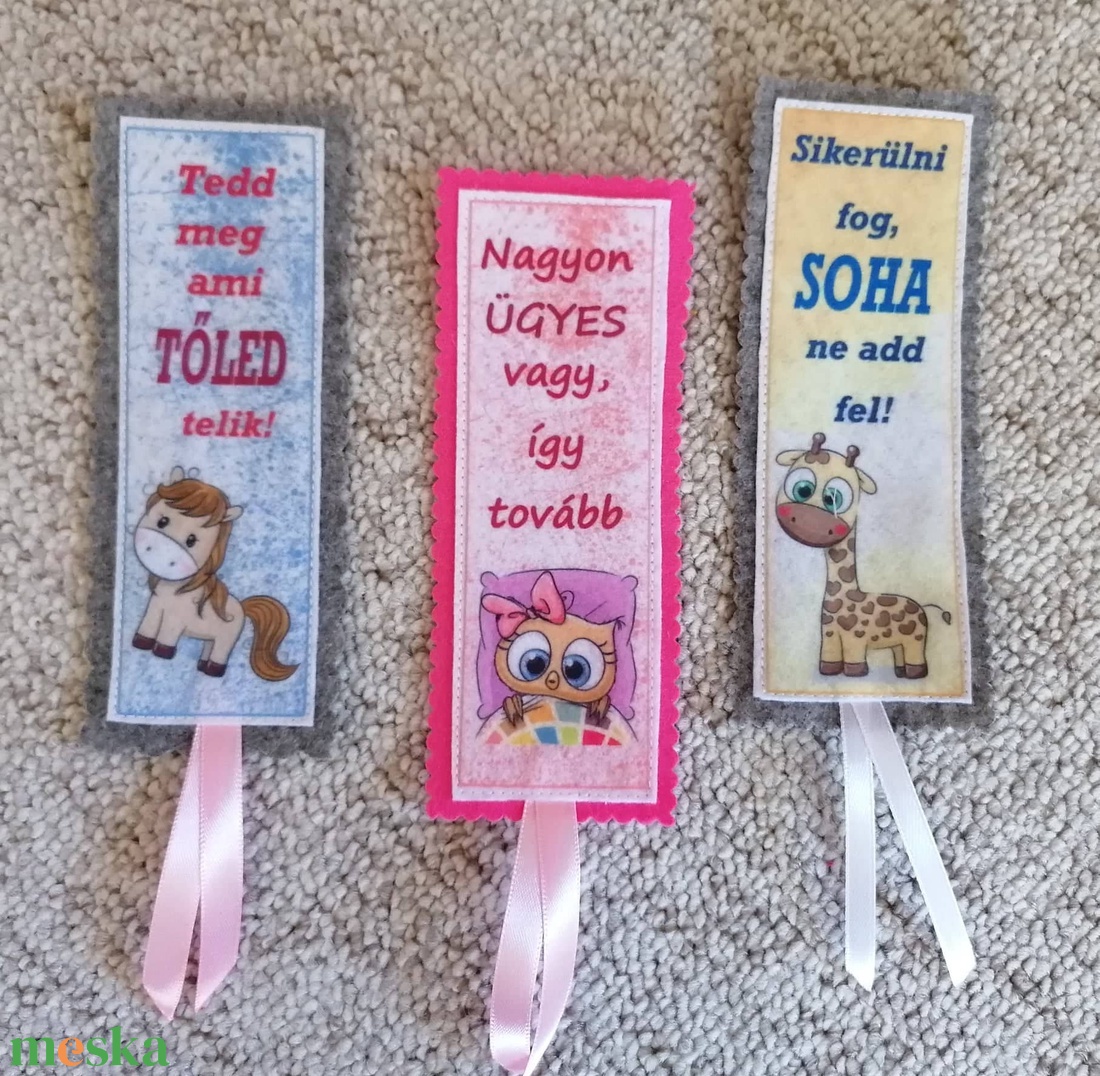 Tedd
meg
ami
TŐLED
telik!
Nagyon
ÜGYES
vagy,
így
tovább
Sikerülni
fog,
SOHA
ne add
fel!
meska